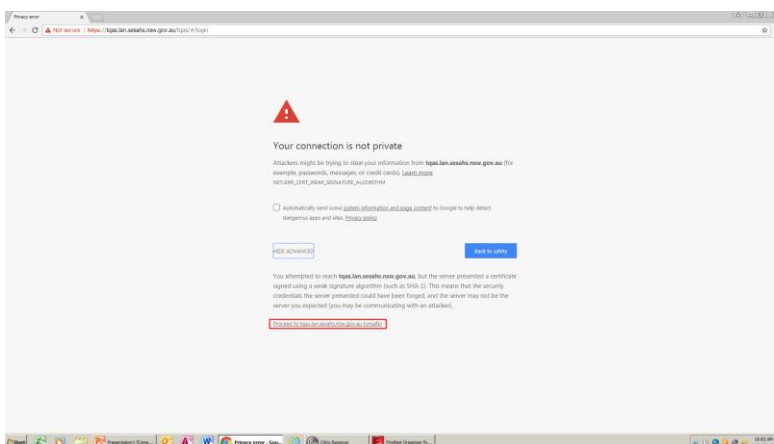 Privacy error
Not secure | https://tqas.lan.sesahs.nsw.gov.au/tqas/
Your connection is not private
Attackers might be trying to steal your information from tqas.lan.sesahs.nsw.gov.au (for
example, passwords, messages, or credit cards). Learn more
NET::ERR_CERT_WEAK_SIGNATURE_ALGORITHM
Automatically send some system information and page content to Google to help detect
dangerous apps and sites. Privacy policy
HIDE ADVANCED
Back to safety
You attempted to reach tqas.lan.sesahs.nsw.gov.au, but the server presented a certificate
signed using a weak signature algorithm (such as SHA-1). This means that the security
credentials the server presented could have been forged, and the server may not be the
server you expected (you may be communicating with an attacker).
Proceed to tqas.lan.sesahs.nsw.gov.au (unsafe)
Start
Privacy error - Goo...
Citrix Receiver
10:02 AM